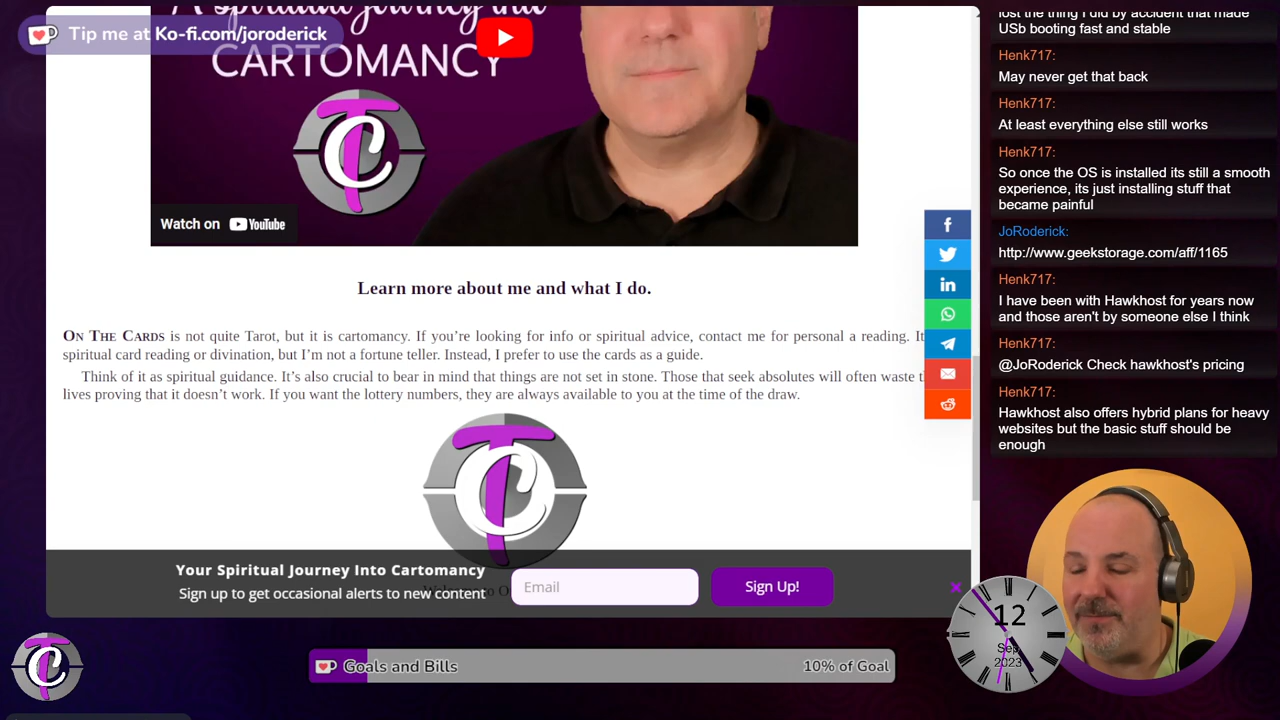 A spiritual journey into
Tip me at Ko-fi.com/joroderick
CARTOMANCY
TC
Watch on YouTube
Learn more about me and what I do.
ON THE CARDS is not quite Tarot, but it is cartomancy. If you’re looking for info or spiritual advice, contact me for personal a reading. It
spiritual card reading or divination, but I’m not a fortune teller. Instead, I prefer to use the cards as a guide.
Think of it as spiritual guidance. It’s also crucial to bear in mind that things are not set in stone. Those that seek absolutes will often waste
lives proving that it doesn’t work. If you want the lottery numbers, they are always available to you at the time of the draw.
TC
Your Spiritual Journey Into Cartomancy
Sign up to get occasional alerts to new content
Email
Sign Up!
TC
Goals and Bills
10% of Goal
lost the thing I did by accident that made
USb booting fast and stable
Henk717:
May never get that back
Henk717:
At least everything else still works
Henk717:
So once the OS is installed its still a smooth
experience, its just installing stuff that
became painful
JoRoderick:
http://www.geekstorage.com/aff/1165
Henk717:
I have been with Hawkhost for years now
and those aren't by someone else I think
Henk717:
@JoRoderick Check hawkhost's pricing
Henk717:
Hawkhost also offers hybrid plans for heavy
websites but the basic stuff should be
enough
12
Sep
2023